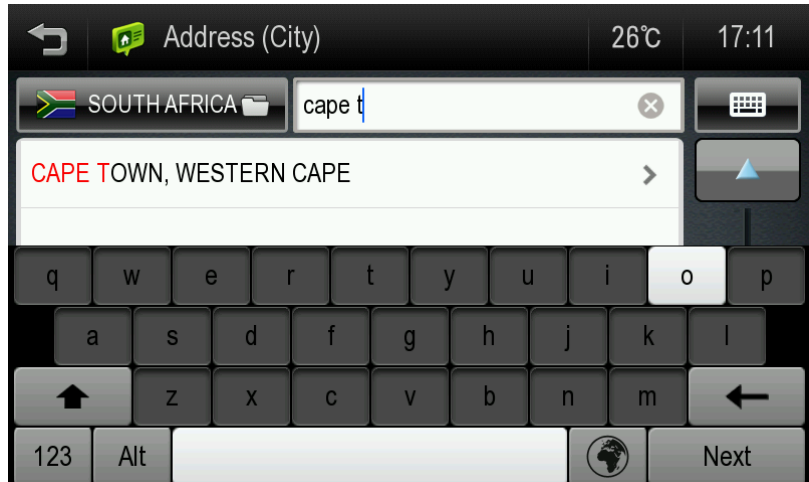 Address (City) 26°C 17:11
SOUTH AFRICA cape t
CAPE TOWN, WESTERN CAPE
q w e r t y u i o p
a s d f g h j k l
z x c v b n m
123 Alt Next